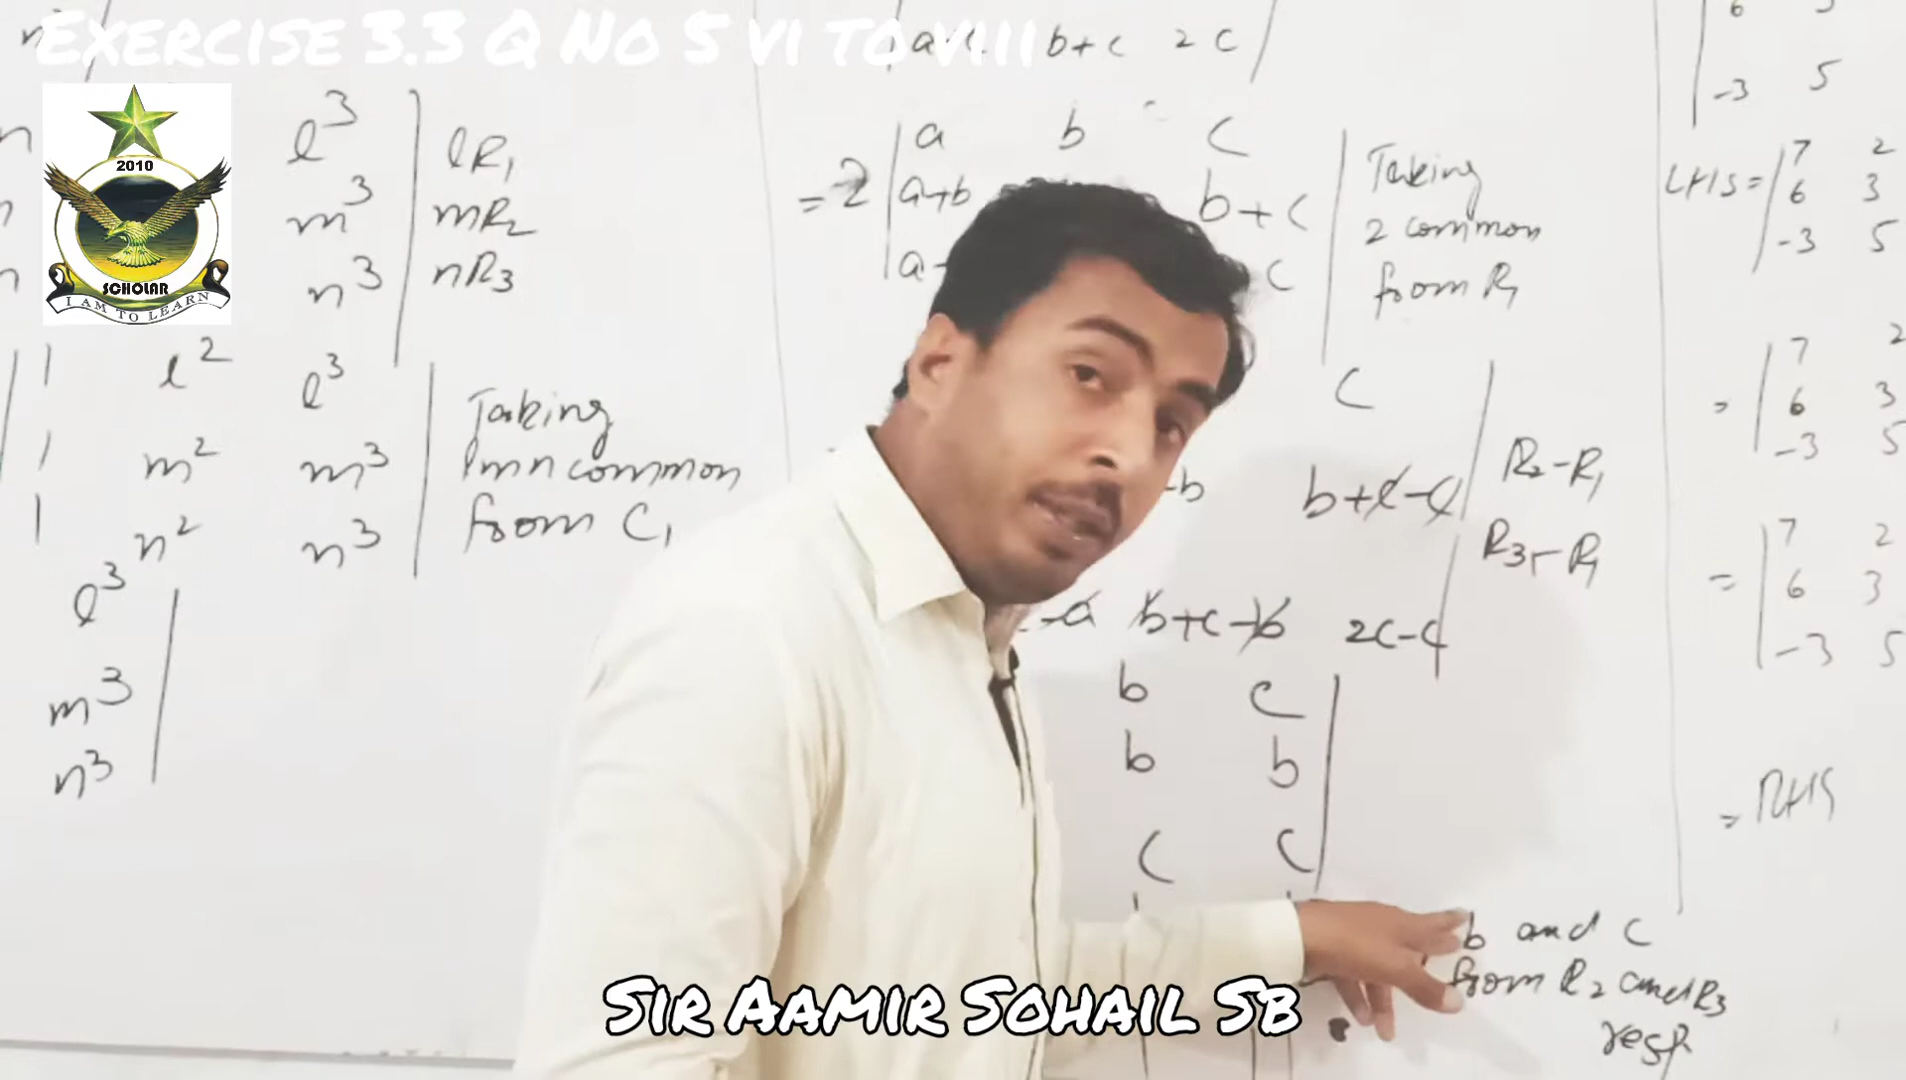 Exercise 3.3 Q No 5 vi to viii
2010
SCHOLAR
I AM TO LEARN
l³ | lR₁
m³ | mR₂
n³ | nR₃
| 1 l² l³ | Taking
1 m² m³ lmn common
1 n² n³ from C₁
l³
m³
n³
b+c 2c |
= 2 | a b c | Taking
a+b b+c 2 common
from R₁
c
-b b+c-c R₂-R₁
R₃-R₁
-a b+c-b 2c-c
b c
b b
c c
b and c
from R₂ and R₃
resp
6
-3 5
LHS = | 7 2
6 3
-3 5
= | 7 2
6 3
-3 5
= | 7 2
6 3
-3 5
= RHS
Sir Aamir Sohail Sb